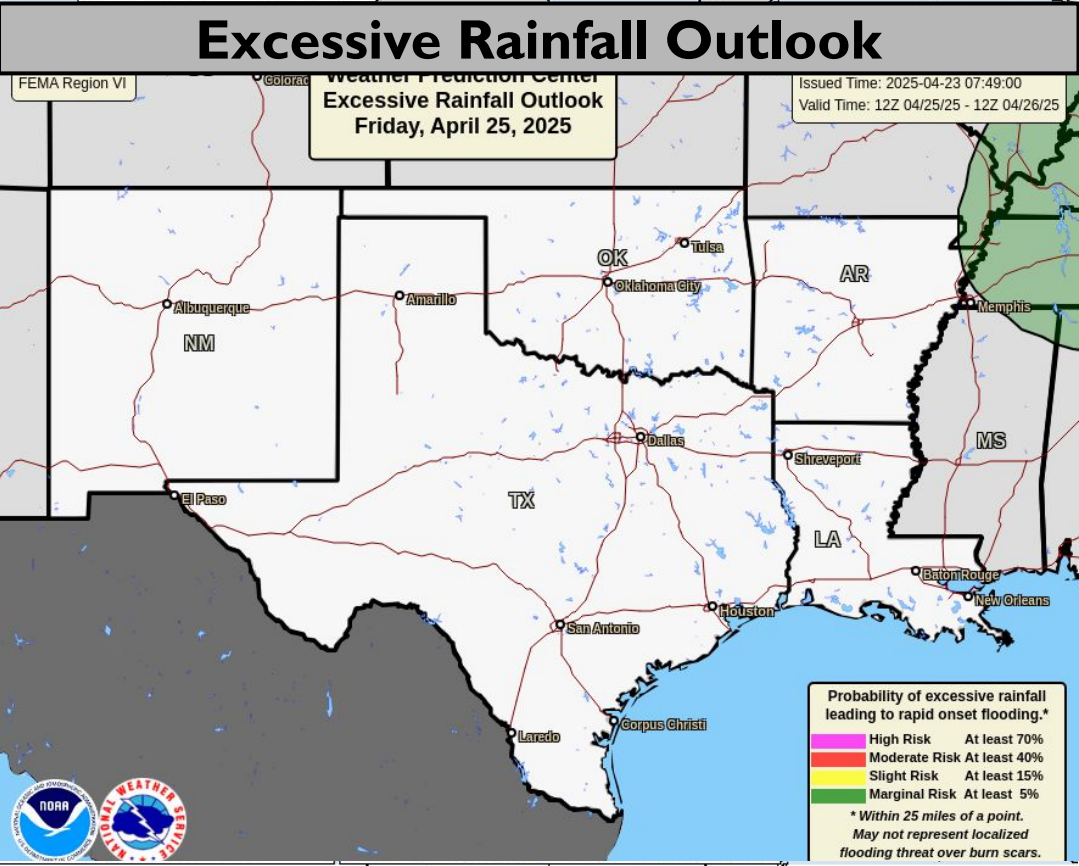 Excessive Rainfall Outlook
FEMA Region VI
Weather Prediction Center
Excessive Rainfall Outlook
Friday, April 25, 2025
Issued Time: 2025-04-23 07:49:00
Valid Time: 12Z 04/25/25 - 12Z 04/26/25
Tulsa
OK
Oklahoma City
AR
Amarillo
Albuquerque
Memphis
NM
Dallas
MS
Shreveport
El Paso
TX
LA
Baton Rouge
New Orleans
Houston
San Antonio
Corpus Christi
Laredo
Probability of excessive rainfall
leading to rapid onset flooding.*
High Risk At least 70%
Moderate Risk At least 40%
Slight Risk At least 15%
Marginal Risk At least 5%
* Within 25 miles of a point.
May not represent localized
flooding threat over burn scars.
NOAA
NATIONAL WEATHER SERVICE